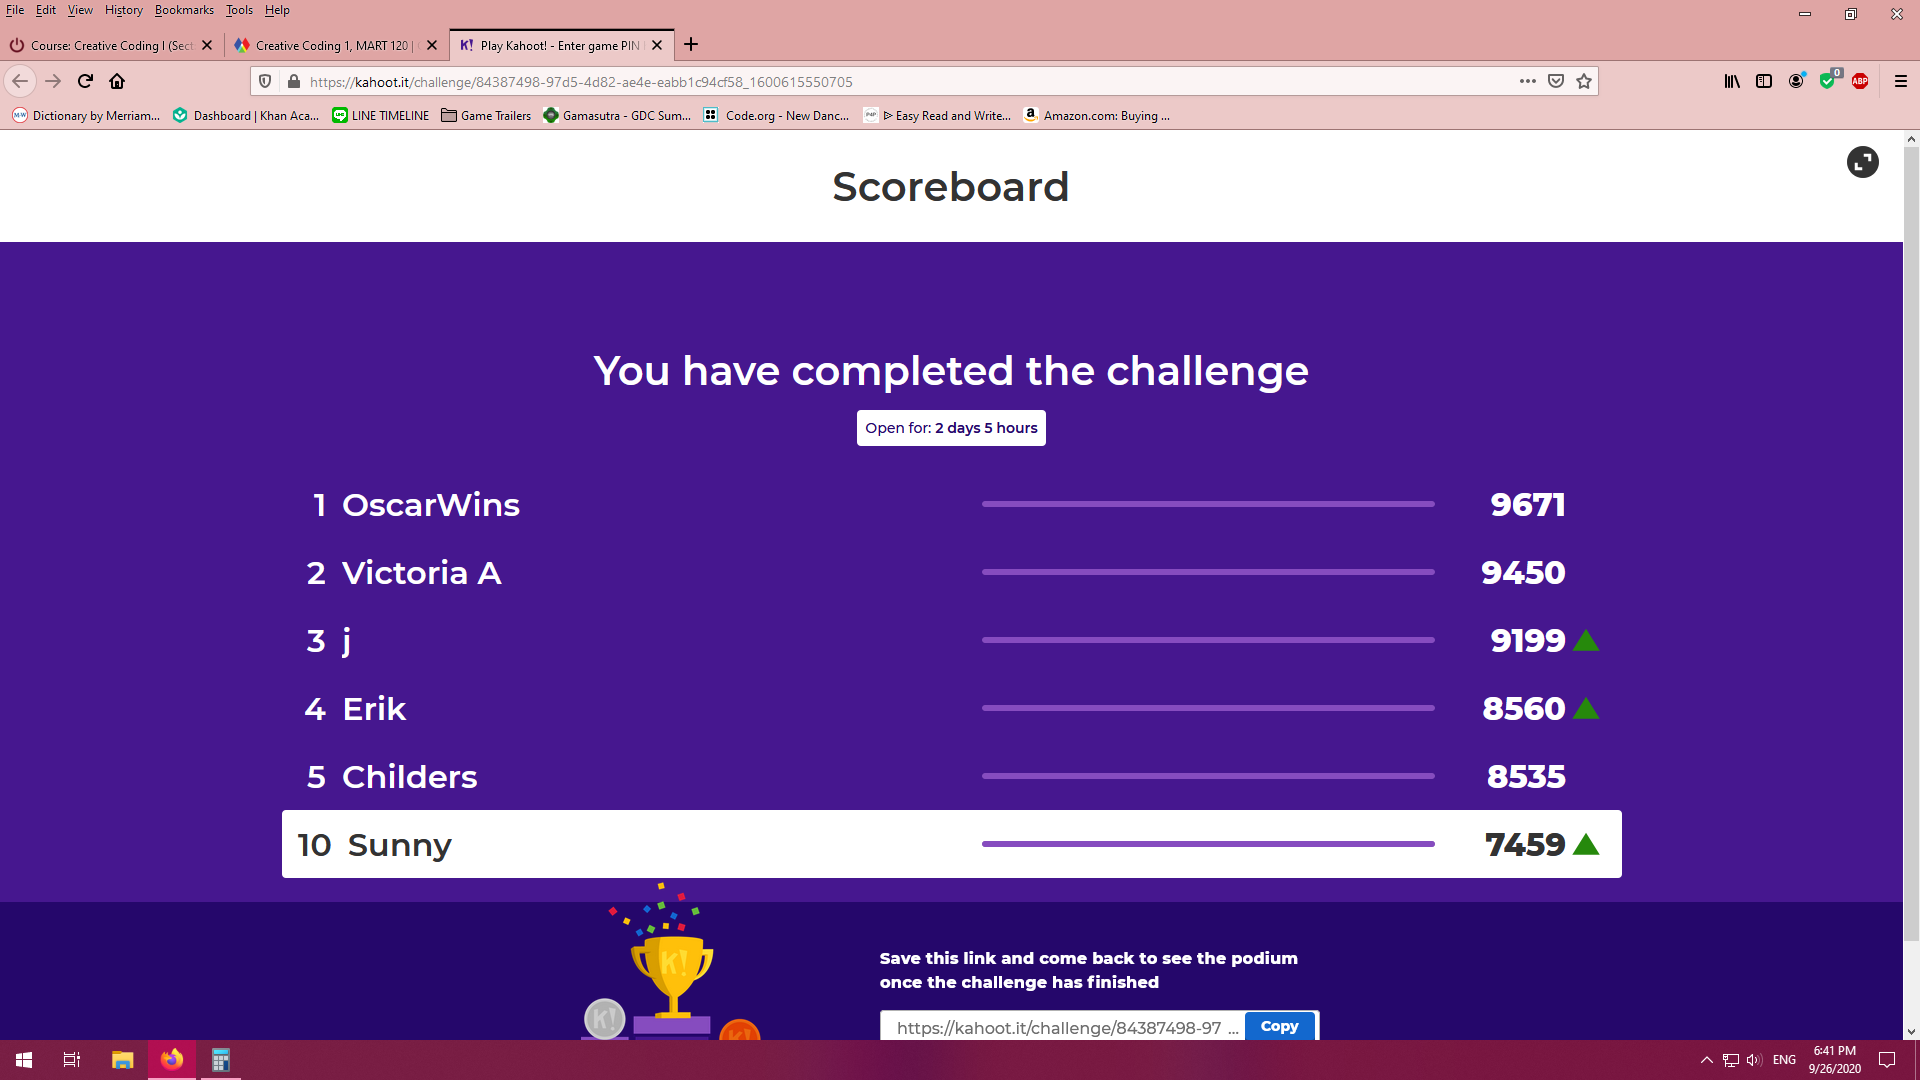 File Edit View History Bookmarks Tools Help
Course: Creative Coding I (Sect
Creative Coding 1, MART 120 |
K! Play Kahoot! - Enter game PIN
https://kahoot.it/challenge/84387498-97d5-4d82-ae4e-eabb1c94cf58_1600615550705
0
ABP
Dictionary by Merriam... Dashboard | Khan Aca... LINE TIMELINE Game Trailers Gamasutra - GDC Sum... Code.org - New Danc... ᐅ Easy Read and Write... Amazon.com: Buying ...
Scoreboard
You have completed the challenge
Open for: 2 days 5 hours
1 OscarWins 9671
2 Victoria A 9450
3 j 9199
4 Erik 8560
5 Childers 8535
10 Sunny 7459
K!
K!
K!
Save this link and come back to see the podium
once the challenge has finished
https://kahoot.it/challenge/84387498-97 ... Copy
ENG
6:41 PM
9/26/2020